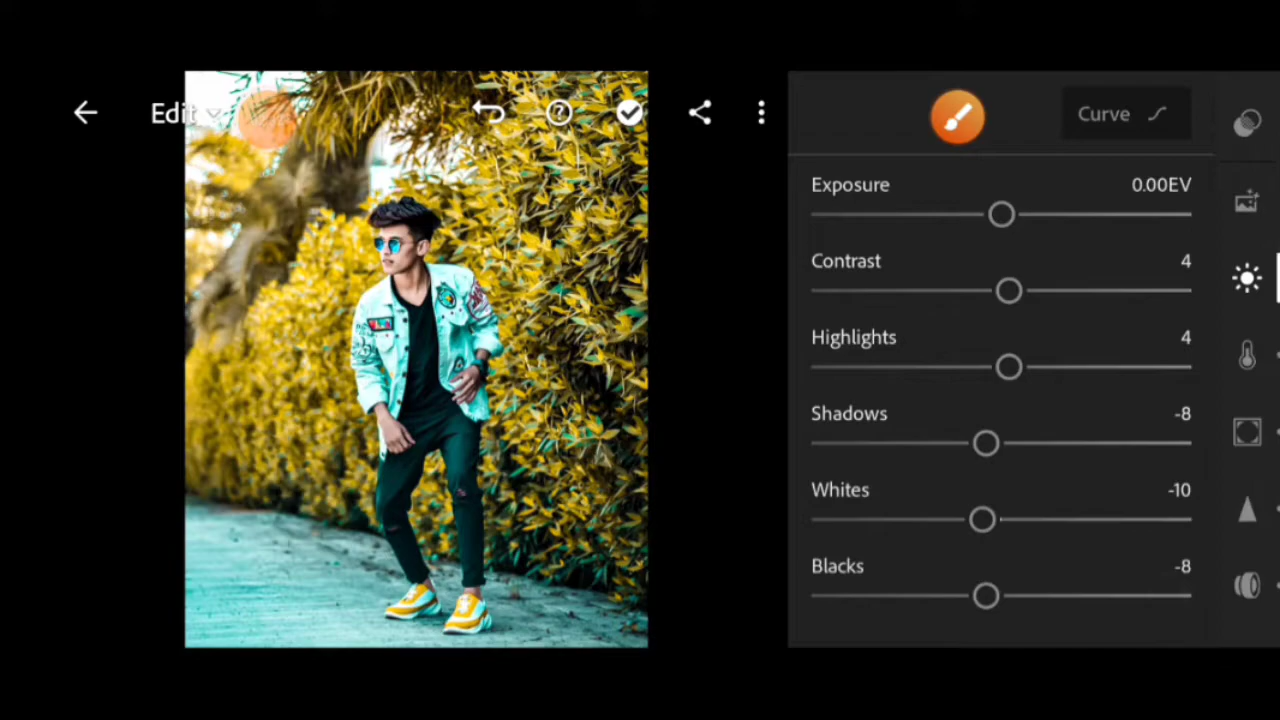 Edit
Curve
Exposure 0.00EV
Contrast 4
Highlights 4
Shadows -8
Whites -10
Blacks -8